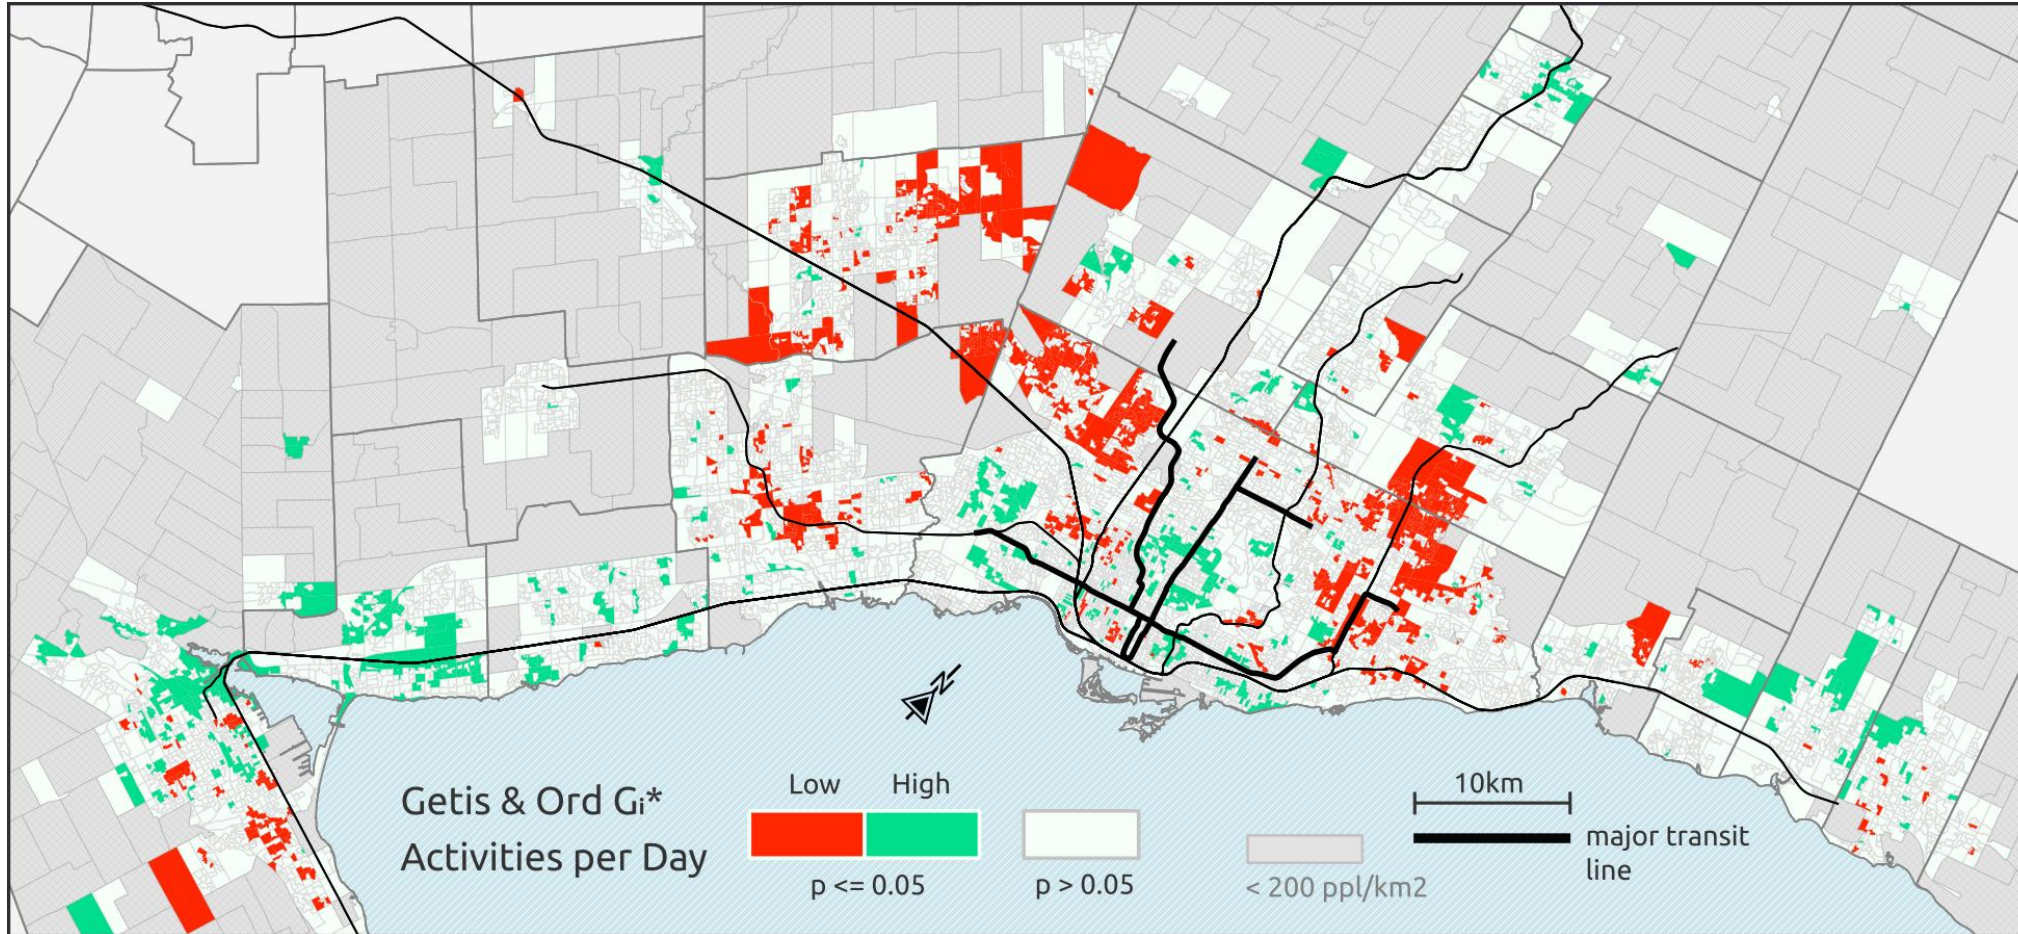 Getis & Ord Gi*
Activities per Day
Low High
p <= 0.05
p > 0.05
< 200 ppl/km2
10km
major transit
line
N